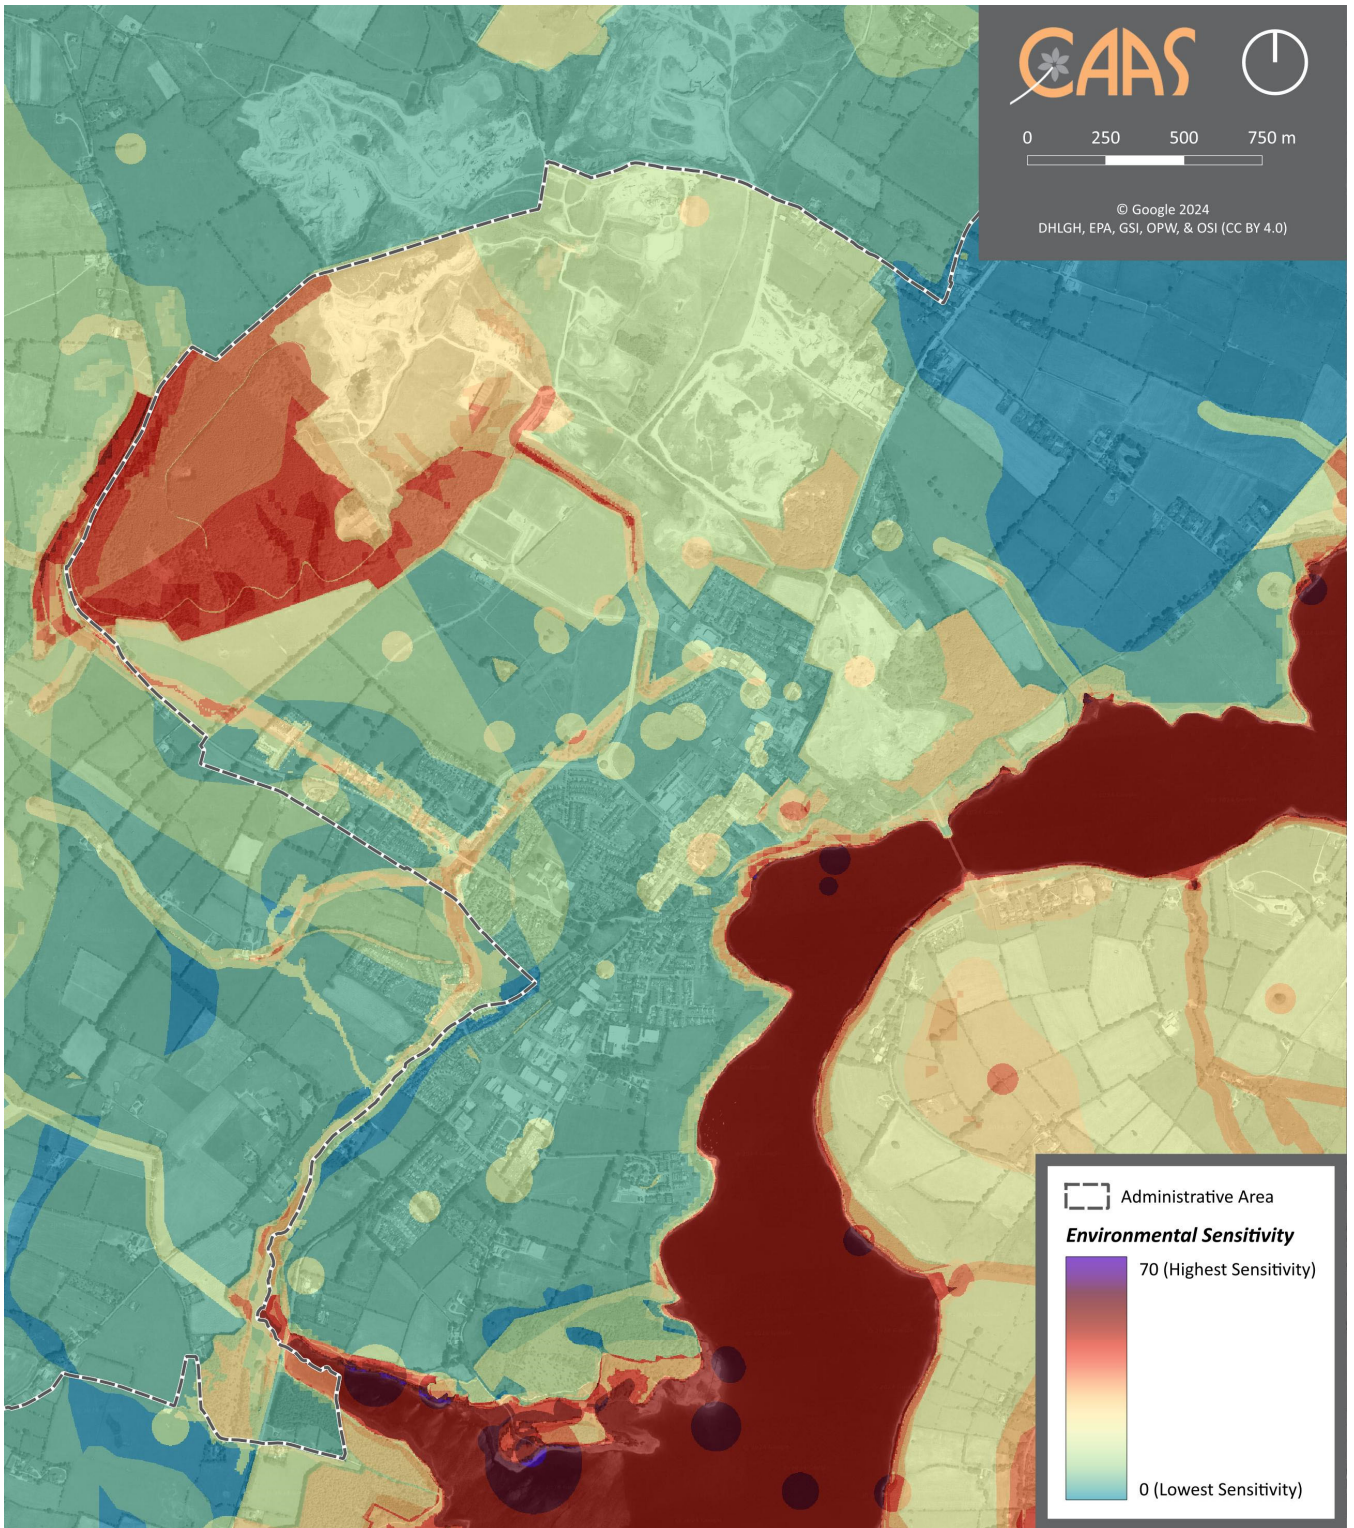 CAAS
0 250 500 750 m
© Google 2024
DHLGH, EPA, GSI, OPW, & OSI (CC BY 4.0)
Administrative Area
Environmental Sensitivity
70 (Highest Sensitivity)
0 (Lowest Sensitivity)